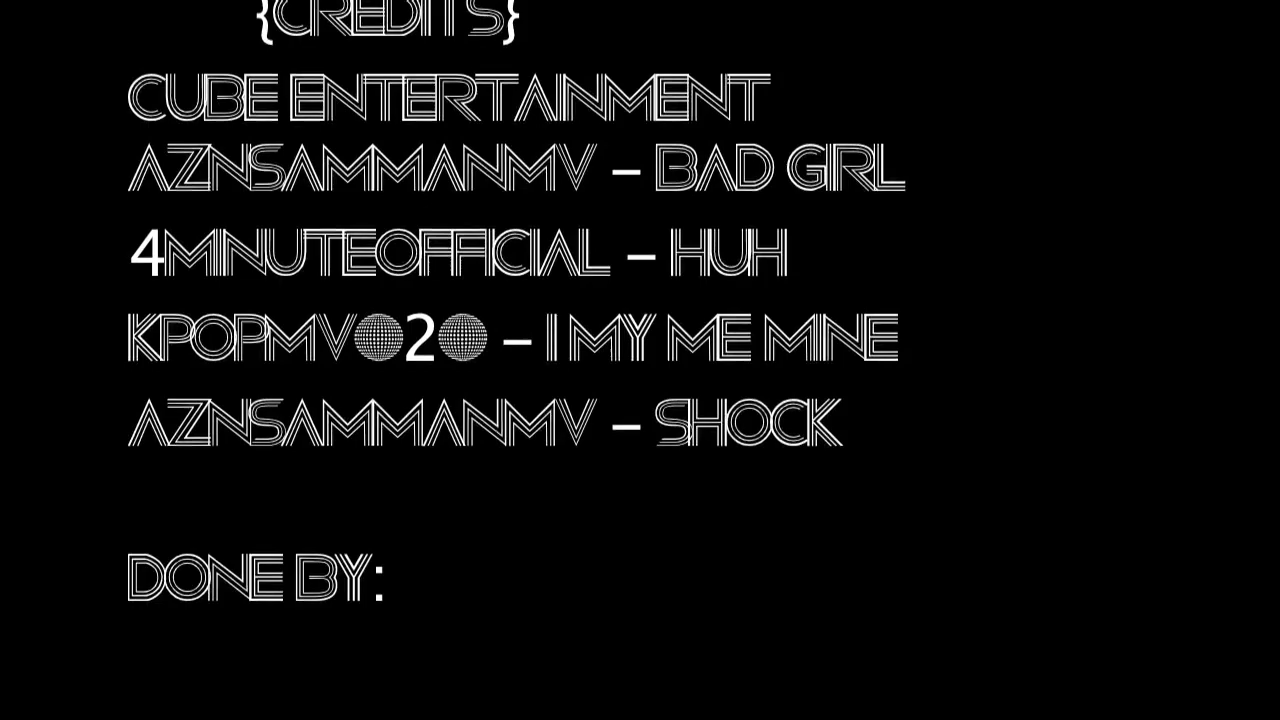 {CREDITS}
CUBE ENTERTAINMENT
AZNSAMMANMV - BAD GIRL
4MINUTEOFFICIAL - HUH
KPOPMV020 - I MY ME MINE
AZNSAMMANMV - SHOCK
DONE BY: